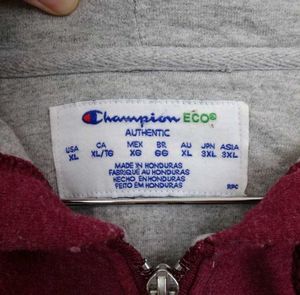 Champion ECO®
AUTHENTIC
USA CA MEX BR AU JPN ASIA
XL XL/TG XG GG XL 3XL 3XL
MADE IN HONDURAS
FABRIQUÉ AU HONDURAS
HECHO EN HONDURAS
FEITO EM HONDURAS
RPC